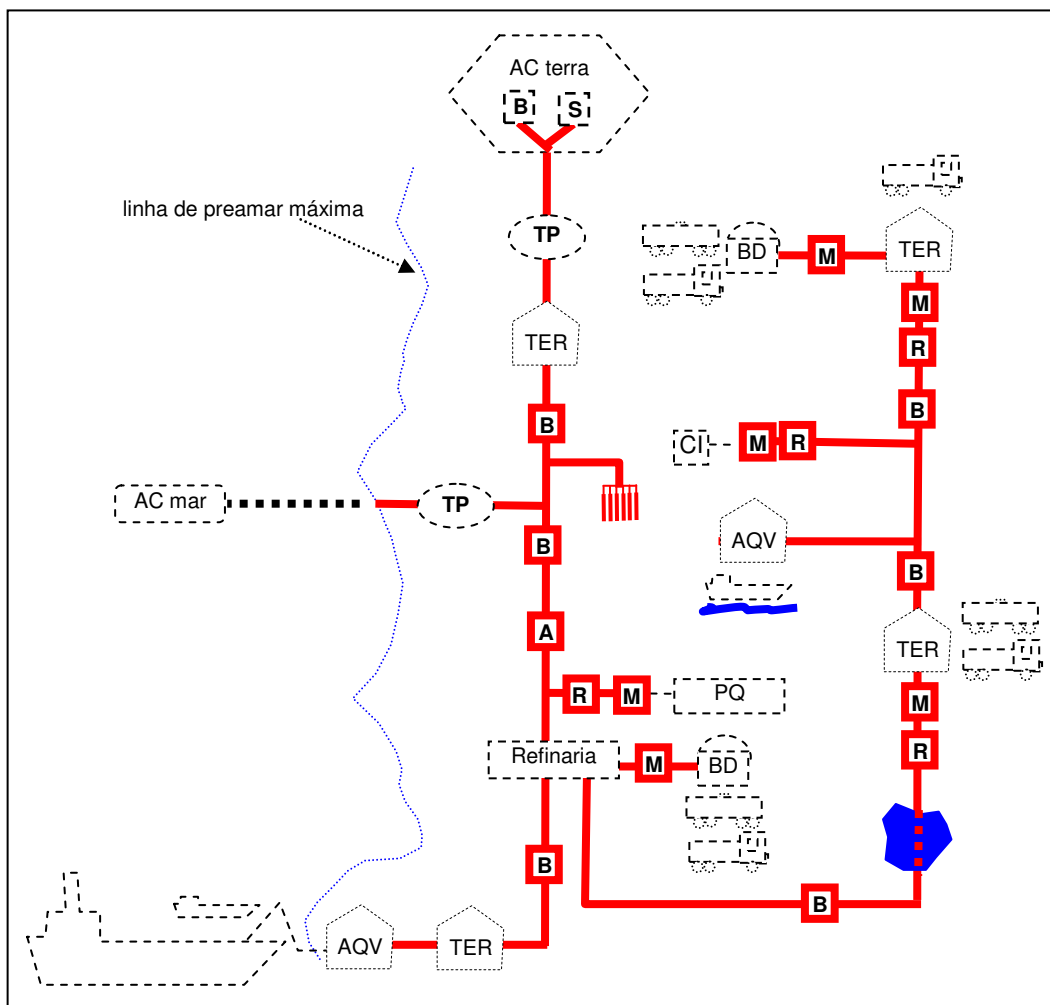 AC terra
B S
linha de preamar máxima
TP
BD M TER
M
TER
R
B
B
CI M R
AC mar
TP
AQV
B
B
A
TER
R M PQ
M
Refinaria
M BD
R
B
B
AQV TER